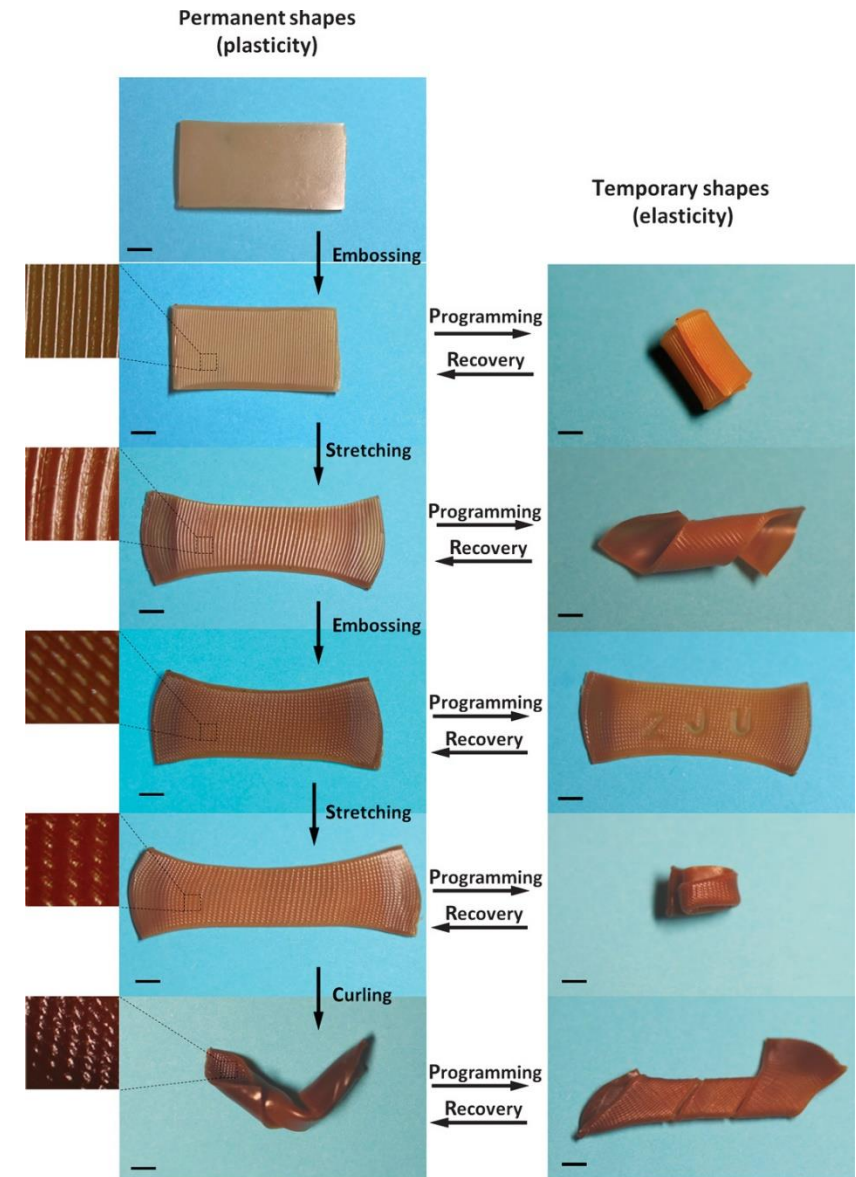 Permanent shapes
(plasticity)
Temporary shapes
(elasticity)
Embossing
Programming
Recovery
Stretching
Programming
Recovery
Embossing
Programming
Recovery
ZJU
Stretching
Programming
Recovery
Curling
Programming
Recovery